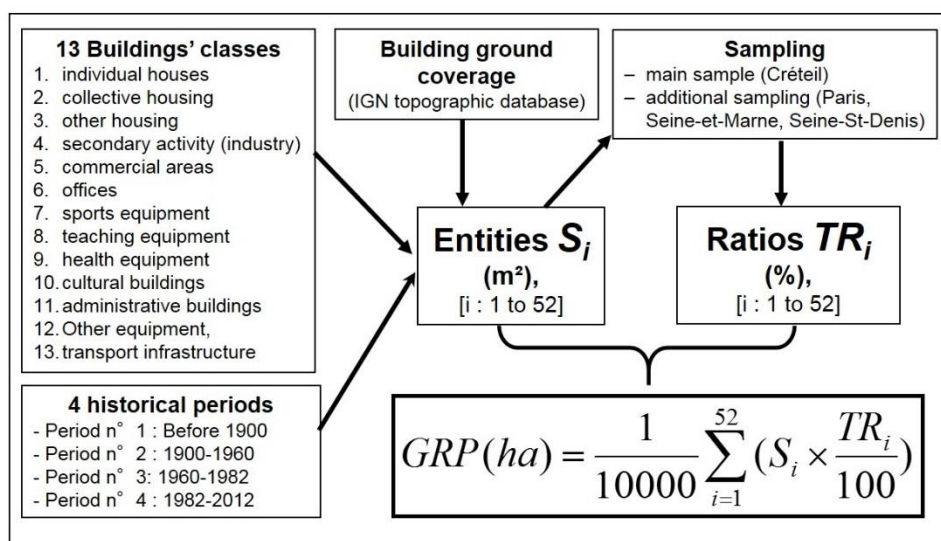 13 Buildings' classes
1. individual houses
2. collective housing
3. other housing
4. secondary activity (industry)
5. commercial areas
6. offices
7. sports equipment
8. teaching equipment
9. health equipment
10. cultural buildings
11. administrative buildings
12. Other equipment,
13. transport infrastructure
4 historical periods
- Period n° 1 : Before 1900
- Period n° 2 : 1900-1960
- Period n° 3: 1960-1982
- Period n° 4 : 1982-2012
Building ground
coverage
(IGN topographic database)
Sampling
– main sample (Créteil)
– additional sampling (Paris,
Seine-et-Marne, Seine-St-Denis)
Entities S_i
(m²),
[i : 1 to 52]
Ratios TR_i
(%),
[i : 1 to 52]
GRP(ha) = 1/10000 ∑_{i=1}^{52} (S_i × TR_i/100)